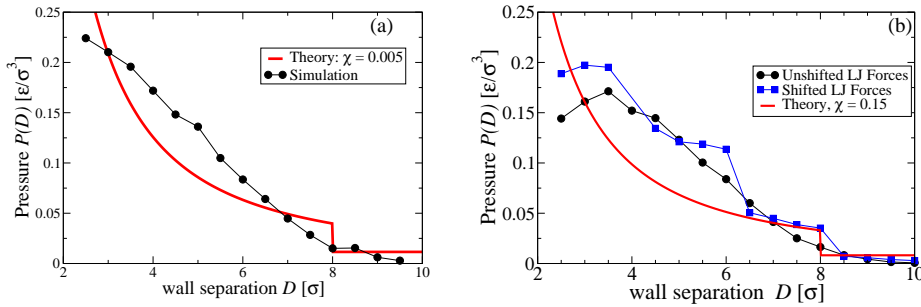 (a)
Pressure P(D) [ε/σ³]
0.25
0.2
0.15
0.1
0.05
0
Theory: χ = 0.005
Simulation
2 4 6 8 10
wall separation D [σ]
(b)
Pressure P(D) [ε/σ³]
0.25
0.2
0.15
0.1
0.05
0
Unshifted LJ Forces
Shifted LJ Forces
Theory, χ = 0.15
2 4 6 8 10
wall separation D [σ]